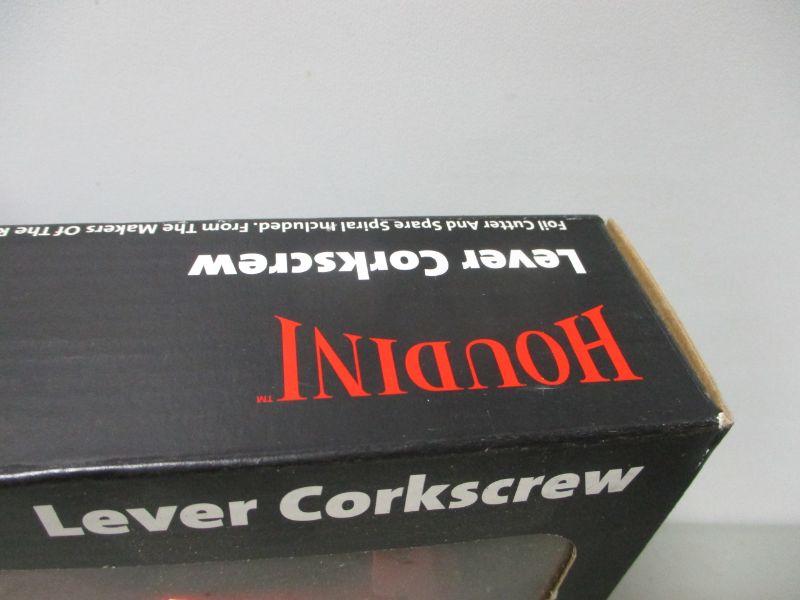 HOUDINI™
Lever Corkscrew
Foil Cutter And Spare Spiral Included. From The Makers Of The
Lever Corkscrew